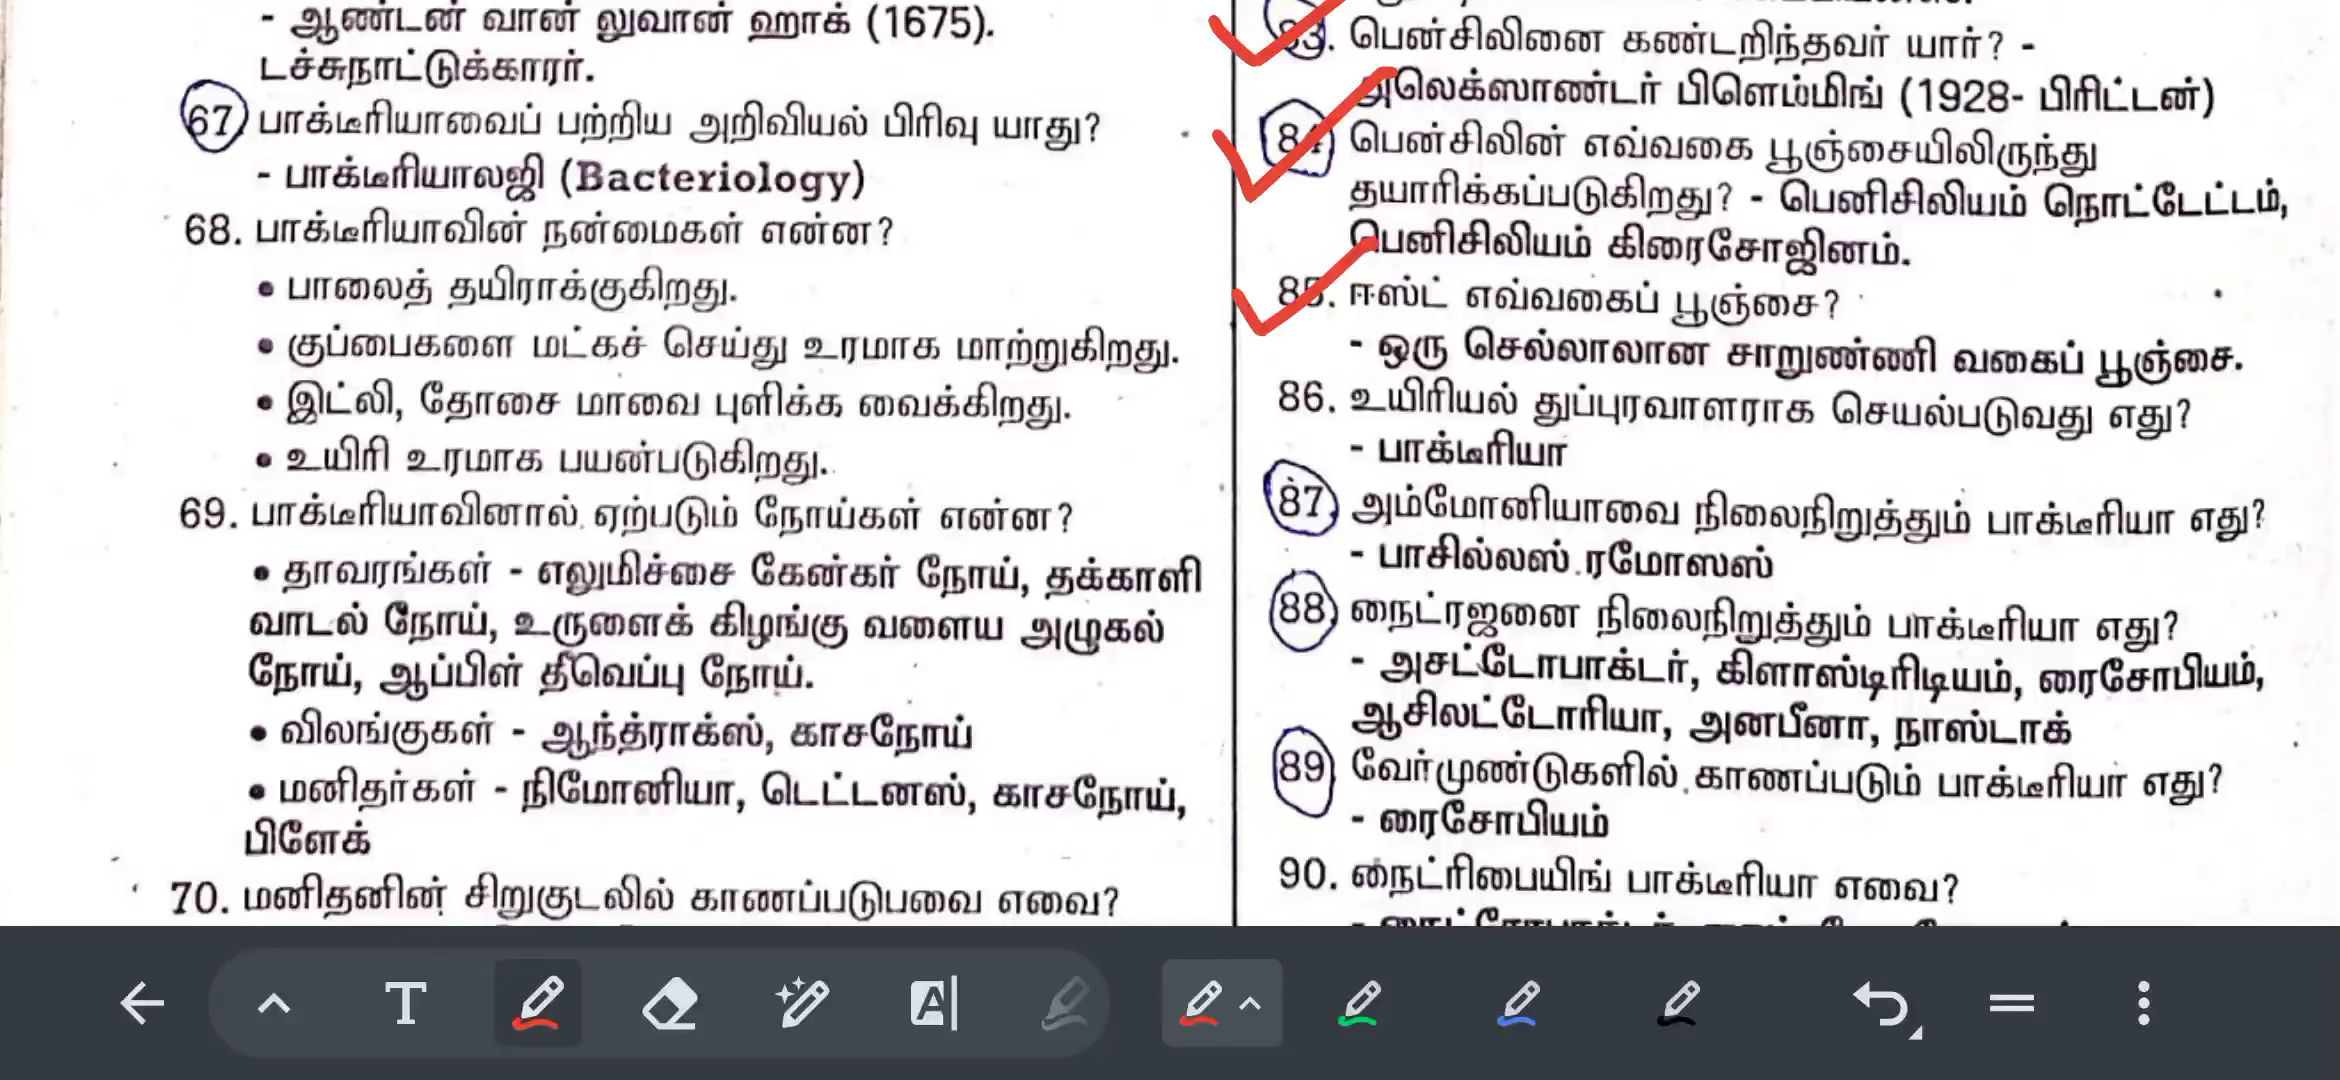 - ஆண்டன் வான் லுவான் ஹாக் (1675).
டச்சுநாட்டுக்காரர்.
67 பாக்டீரியாவைப் பற்றிய அறிவியல் பிரிவு யாது?
- பாக்டீரியாலஜி (Bacteriology)
68. பாக்டீரியாவின் நன்மைகள் என்ன?
• பாலைத் தயிராக்குகிறது.
• குப்பைகளை மட்கச் செய்து உரமாக மாற்றுகிறது.
• இட்லி, தோசை மாவை புளிக்க வைக்கிறது.
• உயிரி உரமாக பயன்படுகிறது.
69. பாக்டீரியாவினால் ஏற்படும் நோய்கள் என்ன?
• தாவரங்கள் - எலுமிச்சை கேன்கர் நோய், தக்காளி
வாடல் நோய், உருளைக் கிழங்கு வளைய அழுகல்
நோய், ஆப்பிள் தீவெப்பு நோய்.
• விலங்குகள் - ஆந்த்ராக்ஸ், காசநோய்
• மனிதர்கள் - நிமோனியா, டெட்டனஸ், காசநோய்,
பிளேக்
70. மனிதனின் சிறுகுடலில் காணப்படுபவை எவை?
83. பென்சிலினை கண்டறிந்தவர் யார்? -
அலெக்ஸாண்டர் பிளெம்மிங் (1928- பிரிட்டன்)
84 பென்சிலின் எவ்வகை பூஞ்சையிலிருந்து
தயாரிக்கப்படுகிறது? - பெனிசிலியம் நொட்டேட்டம்,
பெனிசிலியம் கிரைசோஜினம்.
85. ஈஸ்ட் எவ்வகைப் பூஞ்சை?
- ஒரு செல்லாலான சாறுண்ணி வகைப் பூஞ்சை.
86. உயிரியல் துப்புரவாளராக செயல்படுவது எது?
- பாக்டீரியா
87. அம்மோனியாவை நிலைநிறுத்தும் பாக்டீரியா எது?
- பாசில்லஸ் ரமோஸஸ்
88. நைட்ரஜனை நிலைநிறுத்தும் பாக்டீரியா எது?
- அசட்டோபாக்டர், கிளாஸ்டிரிடியம், ரைசோபியம்,
ஆசிலட்டோரியா, அனபீனா, நாஸ்டாக்
89 வேர்முண்டுகளில் காணப்படும் பாக்டீரியா எது?
- ரைசோபியம்
90. நைட்ரிபையிங் பாக்டீரியா எவை?
T
A